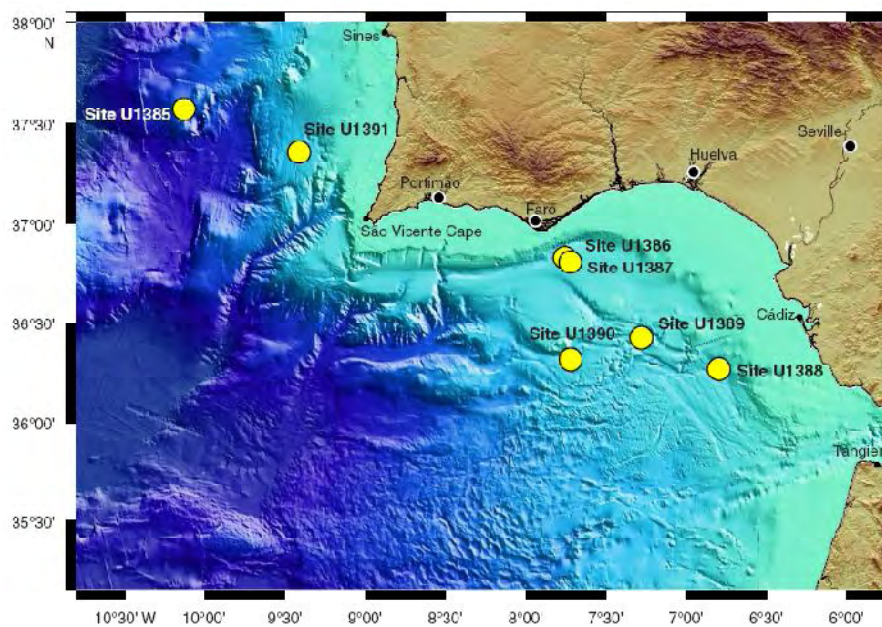 38°00'
N
Sines
Site U1385
37°30'
Site U1391
Seville
Huelva
Portimão
37°00'
Faro
São Vicente Cape
Site U1386
Site U1387
36°30'
Site U1390
Site U1389
Cádiz
Site U1388
36°00'
Tangier
35°30'
10°30' W
10°00'
9°30'
9°00'
8°30'
8°00'
7°30'
7°00'
6°30'
6°00'